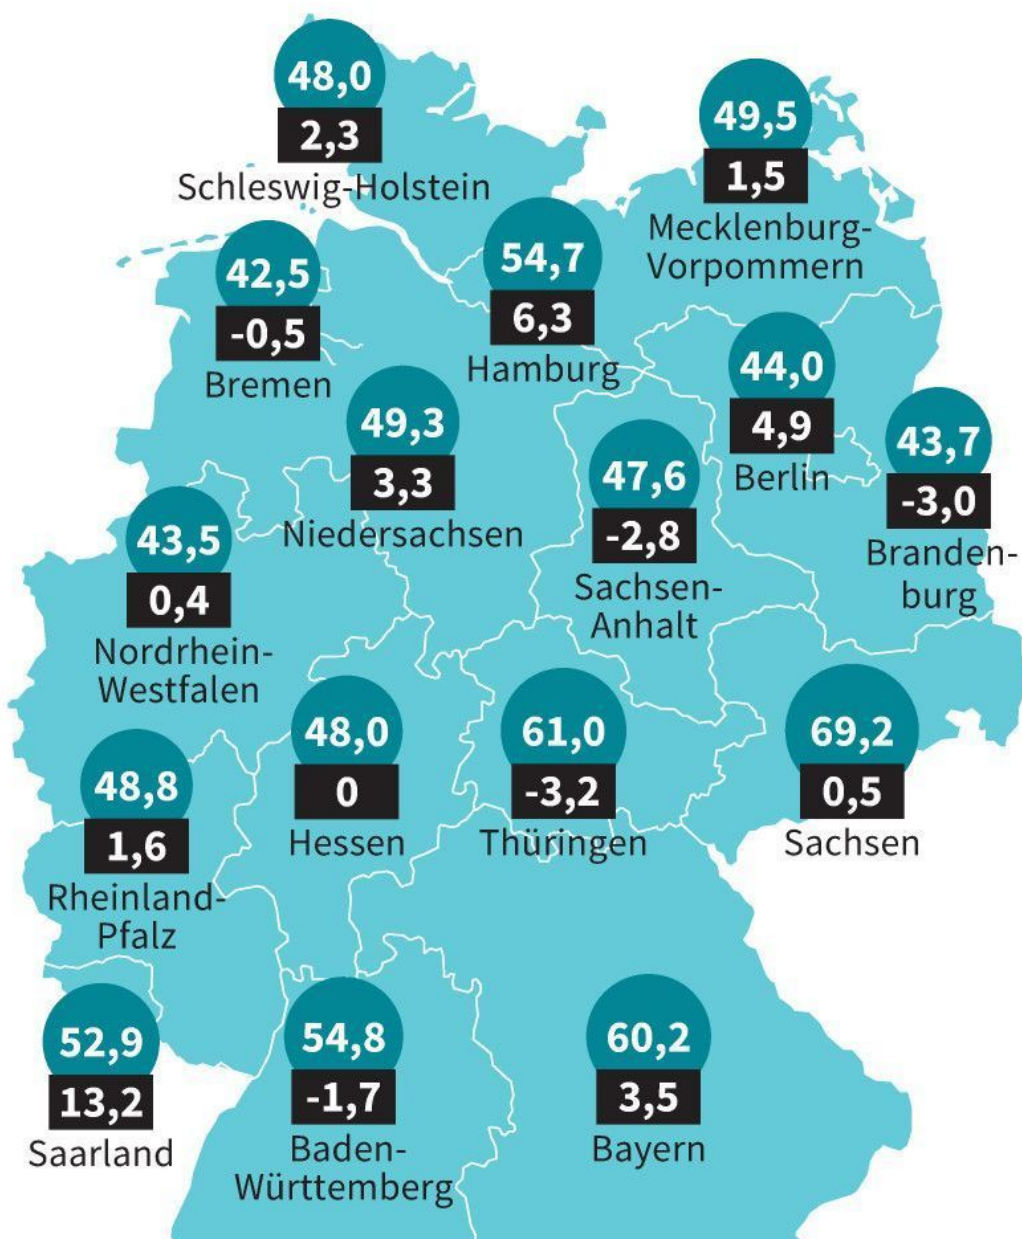 48,0
2,3
Schleswig-Holstein
49,5
1,5
Mecklenburg-
Vorpommern
42,5
-0,5
Bremen
54,7
6,3
Hamburg
44,0
4,9
Berlin
49,3
3,3
Niedersachsen
47,6
-2,8
Sachsen-
Anhalt
43,7
-3,0
Branden-
burg
43,5
0,4
Nordrhein-
Westfalen
48,8
1,6
Rheinland-
Pfalz
48,0
0
Hessen
61,0
-3,2
Thüringen
69,2
0,5
Sachsen
52,9
13,2
Saarland
54,8
-1,7
Baden-
Württemberg
60,2
3,5
Bayern